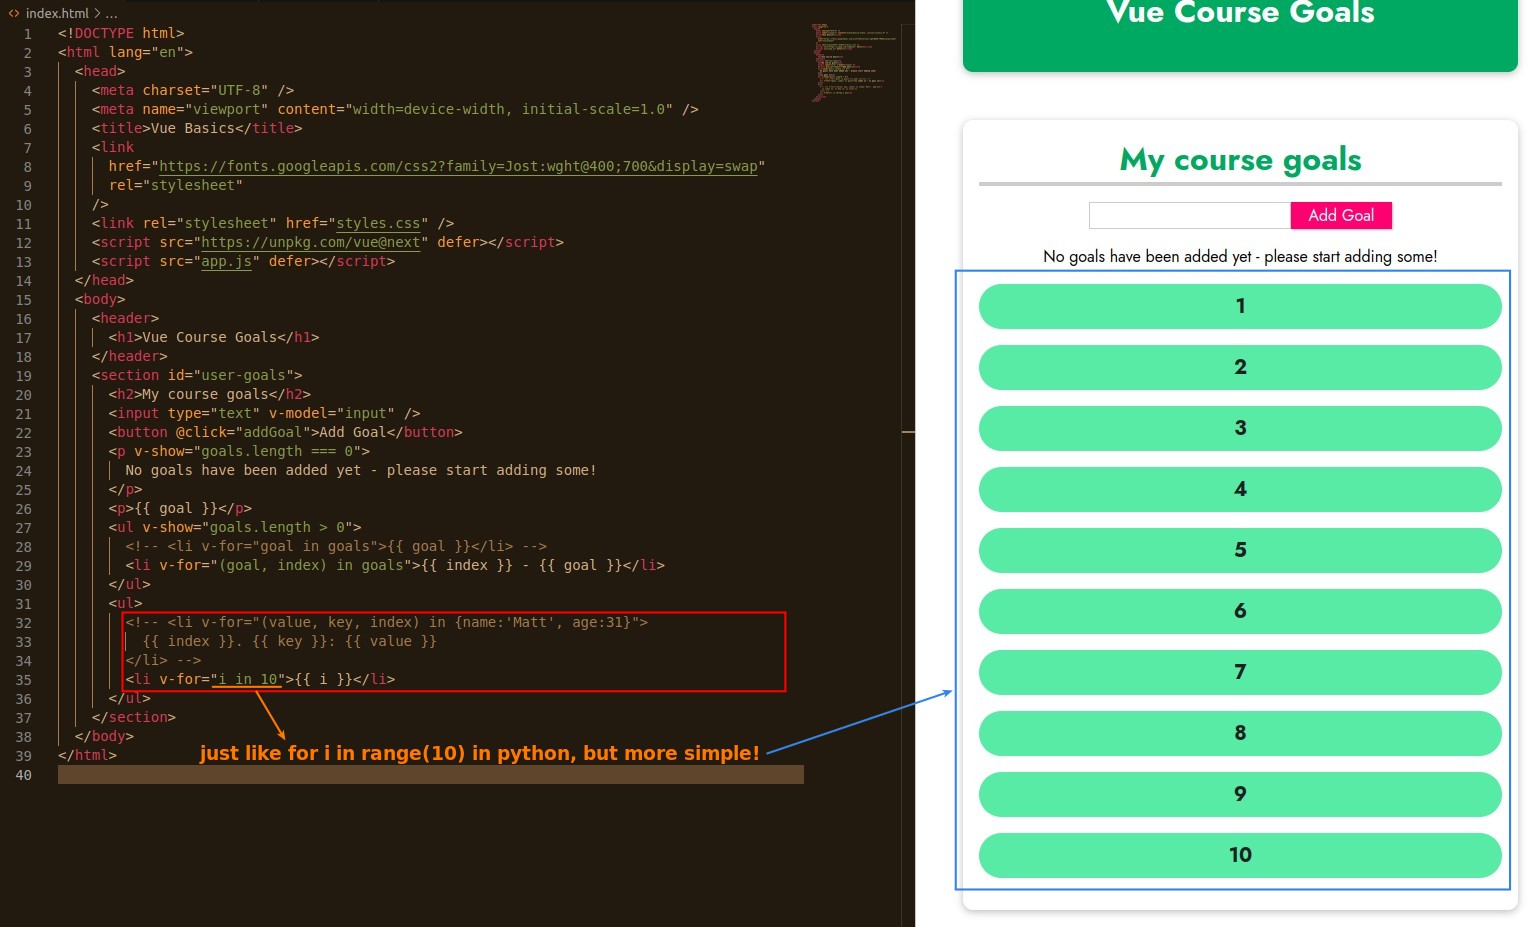 index.html > ...
1 <!DOCTYPE html>
2 <html lang="en">
3 <head>
4 <meta charset="UTF-8" />
5 <meta name="viewport" content="width=device-width, initial-scale=1.0" />
6 <title>Vue Basics</title>
7 <link
8 href="https://fonts.googleapis.com/css2?family=Jost:wght@400;700&display=swap"
9 rel="stylesheet"
10 />
11 <link rel="stylesheet" href="styles.css" />
12 <script src="https://unpkg.com/vue@next" defer></script>
13 <script src="app.js" defer></script>
14 </head>
15 <body>
16 <header>
17 <h1>Vue Course Goals</h1>
18 </header>
19 <section id="user-goals">
20 <h2>My course goals</h2>
21 <input type="text" v-model="input" />
22 <button @click="addGoal">Add Goal</button>
23 <p v-show="goals.length === 0">
24 No goals have been added yet - please start adding some!
25 </p>
26 <p>{{ goal }}</p>
27 <ul v-show="goals.length > 0">
28 <!-- <li v-for="goal in goals">{{ goal }}</li> -->
29 <li v-for="(goal, index) in goals">{{ index }} - {{ goal }}</li>
30 </ul>
31 <ul>
32 <!-- <li v-for="(value, key, index) in {name:'Matt', age:31}">
33 {{ index }}. {{ key }}: {{ value }}
34 </li> -->
35 <li v-for="i in 10">{{ i }}</li>
36 </ul>
37 </section>
38 </body>
39 </html>
40
just like for i in range(10) in python, but more simple!
Vue Course Goals
My course goals
Add Goal
No goals have been added yet - please start adding some!
1
2
3
4
5
6
7
8
9
10